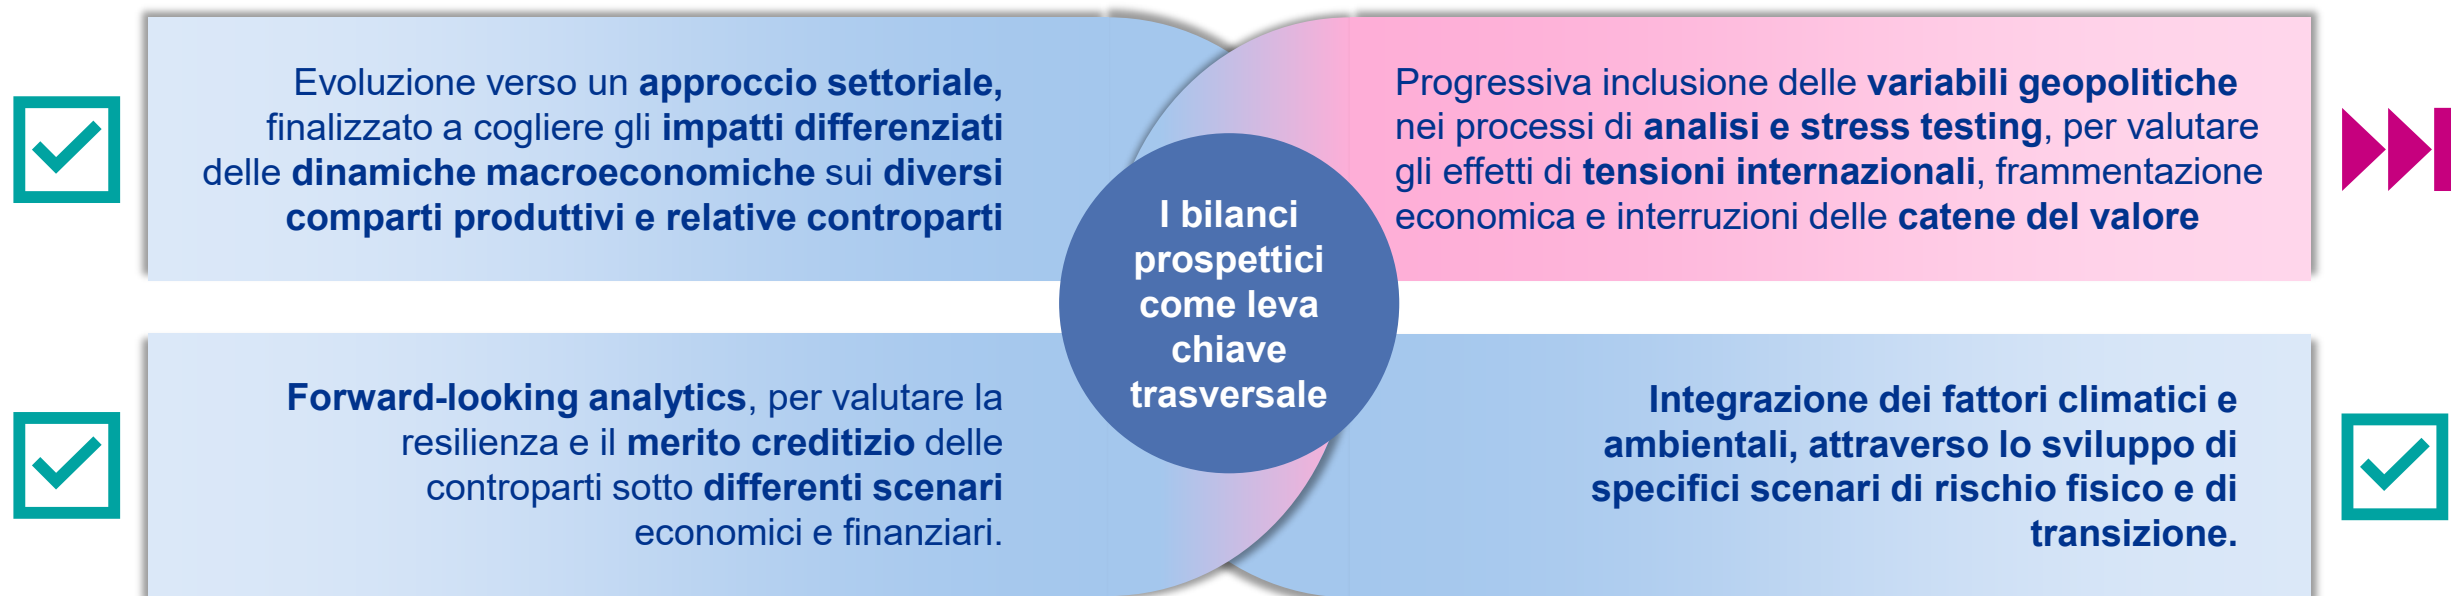 Evoluzione verso un approccio settoriale,
finalizzato a cogliere gli impatti differenziati
delle dinamiche macroeconomiche sui diversi
comparti produttivi e relative controparti
Progressiva inclusione delle variabili geopolitiche
nei processi di analisi e stress testing, per valutare
gli effetti di tensioni internazionali, frammentazione
economica e interruzioni delle catene del valore
I bilanci
prospettici
come leva
chiave
trasversale
Forward-looking analytics, per valutare la
resilienza e il merito creditizio delle
controparti sotto differenti scenari
economici e finanziari.
Integrazione dei fattori climatici e
ambientali, attraverso lo sviluppo di
specifici scenari di rischio fisico e di
transizione.